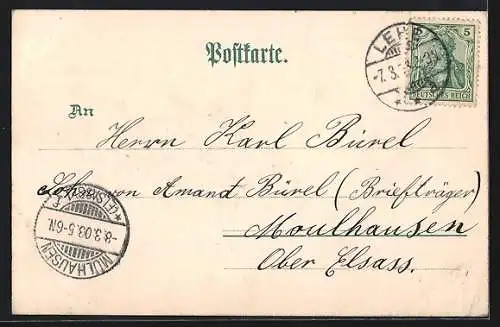 Postkarte.
5
DEUTSCHES REICH
LEHR
-7.3.
An
Herrn Karl Bürel
Sohn von Amand Bürel (Briefträger)
Moulhausen
Ober Elsass.
*(ELSASS)
-8.3.03.5-6N.
MÜLHAUSEN